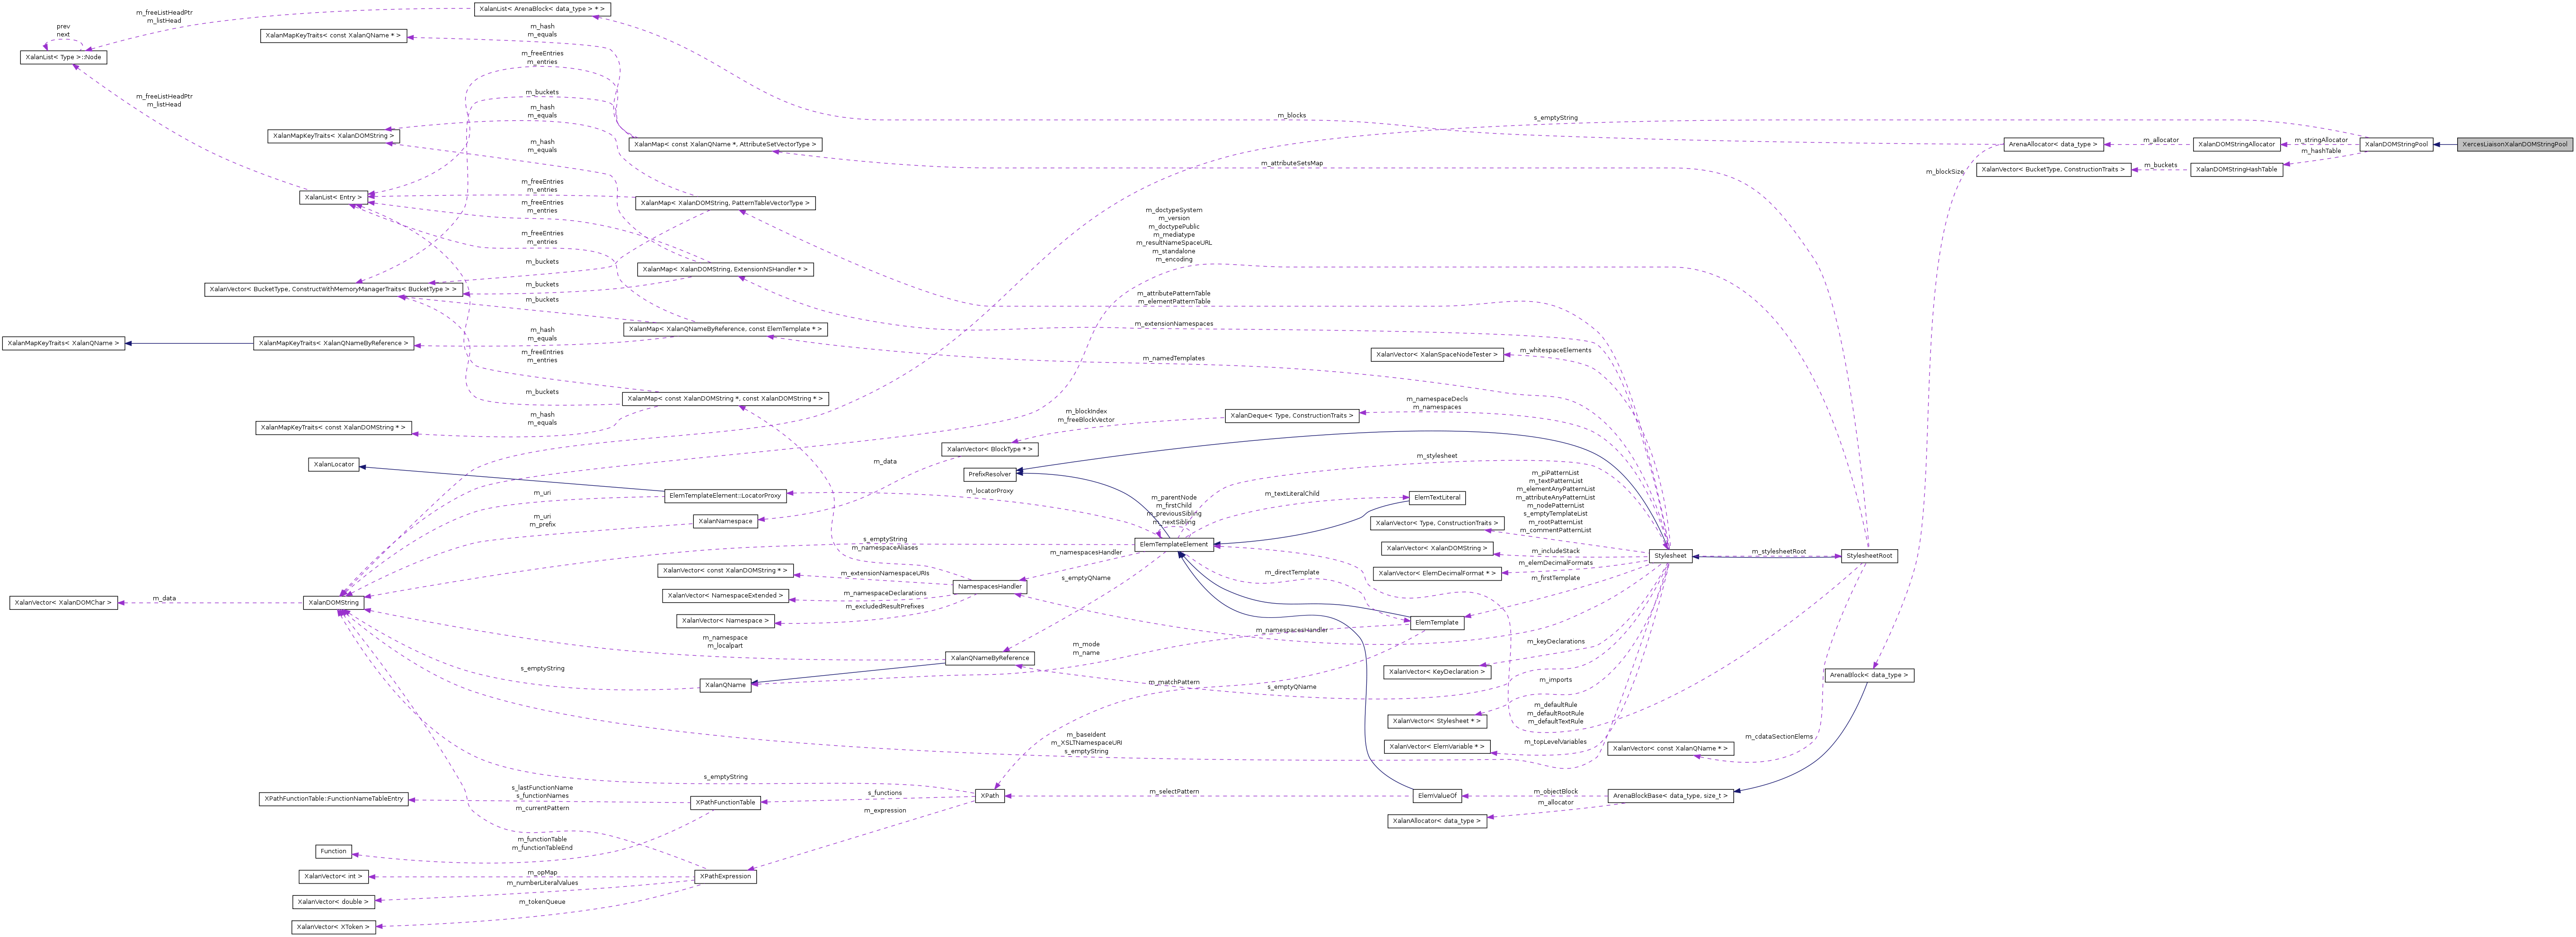 XalanList< ArenaBlock< data_type > * >
m_freeListHeadPtr
m_listHead
prev
next
XalanList< Type >::Node
XalanMapKeyTraits< const XalanQName * >
m_hash
m_equals
m_freeEntries
m_entries
m_buckets
m_freeListHeadPtr
m_listHead
m_hash
m_equals
XalanMapKeyTraits< XalanDOMString >
XalanMap< const XalanQName *, AttributeSetVectorType >
m_blocks
s_emptyString
m_attributeSetsMap
ArenaAllocator< data_type >
m_allocator
XalanDOMStringAllocator
m_stringAllocator
m_hashTable
XalanDOMStringPool
XercesLiaisonXalanDOMStringPool
XalanVector< BucketType, ConstructionTraits >
m_buckets
XalanDOMStringHashTable
m_blockSize
m_hash
m_equals
m_freeEntries
m_entries
XalanList< Entry >
XalanMap< XalanDOMString, PatternTableVectorType >
m_freeEntries
m_entries
m_doctypeSystem
m_version
m_doctypePublic
m_mediatype
m_resultNameSpaceURL
m_standalone
m_encoding
m_freeEntries
m_entries
m_buckets
XalanMap< XalanDOMString, ExtensionNSHandler * >
m_buckets
XalanVector< BucketType, ConstructWithMemoryManagerTraits< BucketType > >
m_buckets
m_attributePatternTable
m_elementPatternTable
m_extensionNamespaces
XalanMap< XalanQNameByReference, const ElemTemplate * >
XalanMapKeyTraits< XalanQName >
XalanMapKeyTraits< XalanQNameByReference >
m_hash
m_equals
m_freeEntries
m_entries
m_namedTemplates
XalanVector< XalanSpaceNodeTester >
m_whitespaceElements
m_buckets
XalanMap< const XalanDOMString *, const XalanDOMString * >
m_hash
m_equals
XalanMapKeyTraits< const XalanDOMString * >
m_blockIndex
m_freeBlockVector
XalanDeque< Type, ConstructionTraits >
m_namespaceDecls
m_namespaces
XalanVector< BlockType * >
m_data
XalanLocator
PrefixResolver
m_stylesheet
m_uri
ElemTemplateElement::LocatorProxy
m_locatorProxy
m_parentNode
m_firstChild
m_previousSibling
m_nextSibling
m_textLiteralChild
ElemTextLiteral
m_piPatternList
m_textPatternList
m_elementAnyPatternList
m_attributeAnyPatternList
m_nodePatternList
s_emptyTemplateList
m_rootPatternList
m_commentPatternList
m_uri
m_prefix
XalanNamespace
XalanVector< Type, ConstructionTraits >
s_emptyString
m_namespaceAliases
ElemTemplateElement
m_namespacesHandler
XalanVector< XalanDOMString >
m_includeStack
m_elemDecimalFormats
Stylesheet
m_stylesheetRoot
StylesheetRoot
XalanVector< const XalanDOMString * >
m_extensionNamespaceURIs
s_emptyQName
m_directTemplate
XalanVector< ElemDecimalFormat * >
m_firstTemplate
NamespacesHandler
XalanVector< NamespaceExtended >
m_namespaceDeclarations
m_excludedResultPrefixes
XalanVector< XalanDOMChar >
m_data
XalanDOMString
XalanVector< Namespace >
m_namespacesHandler
ElemTemplate
m_namespace
m_localpart
m_mode
m_name
XalanQNameByReference
m_keyDeclarations
XalanVector< KeyDeclaration >
ArenaBlock< data_type >
s_emptyString
XalanQName
m_matchPattern
s_emptyQName
m_imports
m_defaultRule
m_defaultRootRule
m_defaultTextRule
XalanVector< Stylesheet * >
m_baseIdent
m_XSLTNamespaceURI
s_emptyString
m_topLevelVariables
XalanVector< ElemVariable * >
XalanVector< const XalanQName * >
m_cdataSectionElems
s_emptyString
s_lastFunctionName
s_functionNames
m_currentPattern
XPathFunctionTable::FunctionNameTableEntry
XPathFunctionTable
s_functions
XPath
m_selectPattern
ElemValueOf
m_objectBlock
m_allocator
ArenaBlockBase< data_type, size_t >
m_expression
XalanAllocator< data_type >
m_functionTable
m_functionTableEnd
Function
m_opMap
m_numberLiteralValues
XalanVector< int >
XPathExpression
XalanVector< double >
m_tokenQueue
XalanVector< XToken >